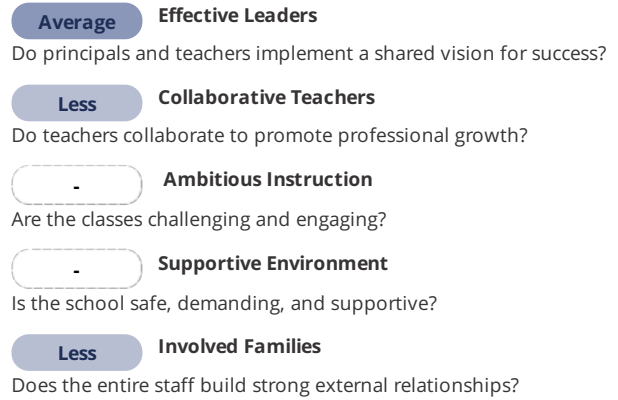 Average Effective Leaders
Do principals and teachers implement a shared vision for success?
Less Collaborative Teachers
Do teachers collaborate to promote professional growth?
- Ambitious Instruction
Are the classes challenging and engaging?
- Supportive Environment
Is the school safe, demanding, and supportive?
Less Involved Families
Does the entire staff build strong external relationships?